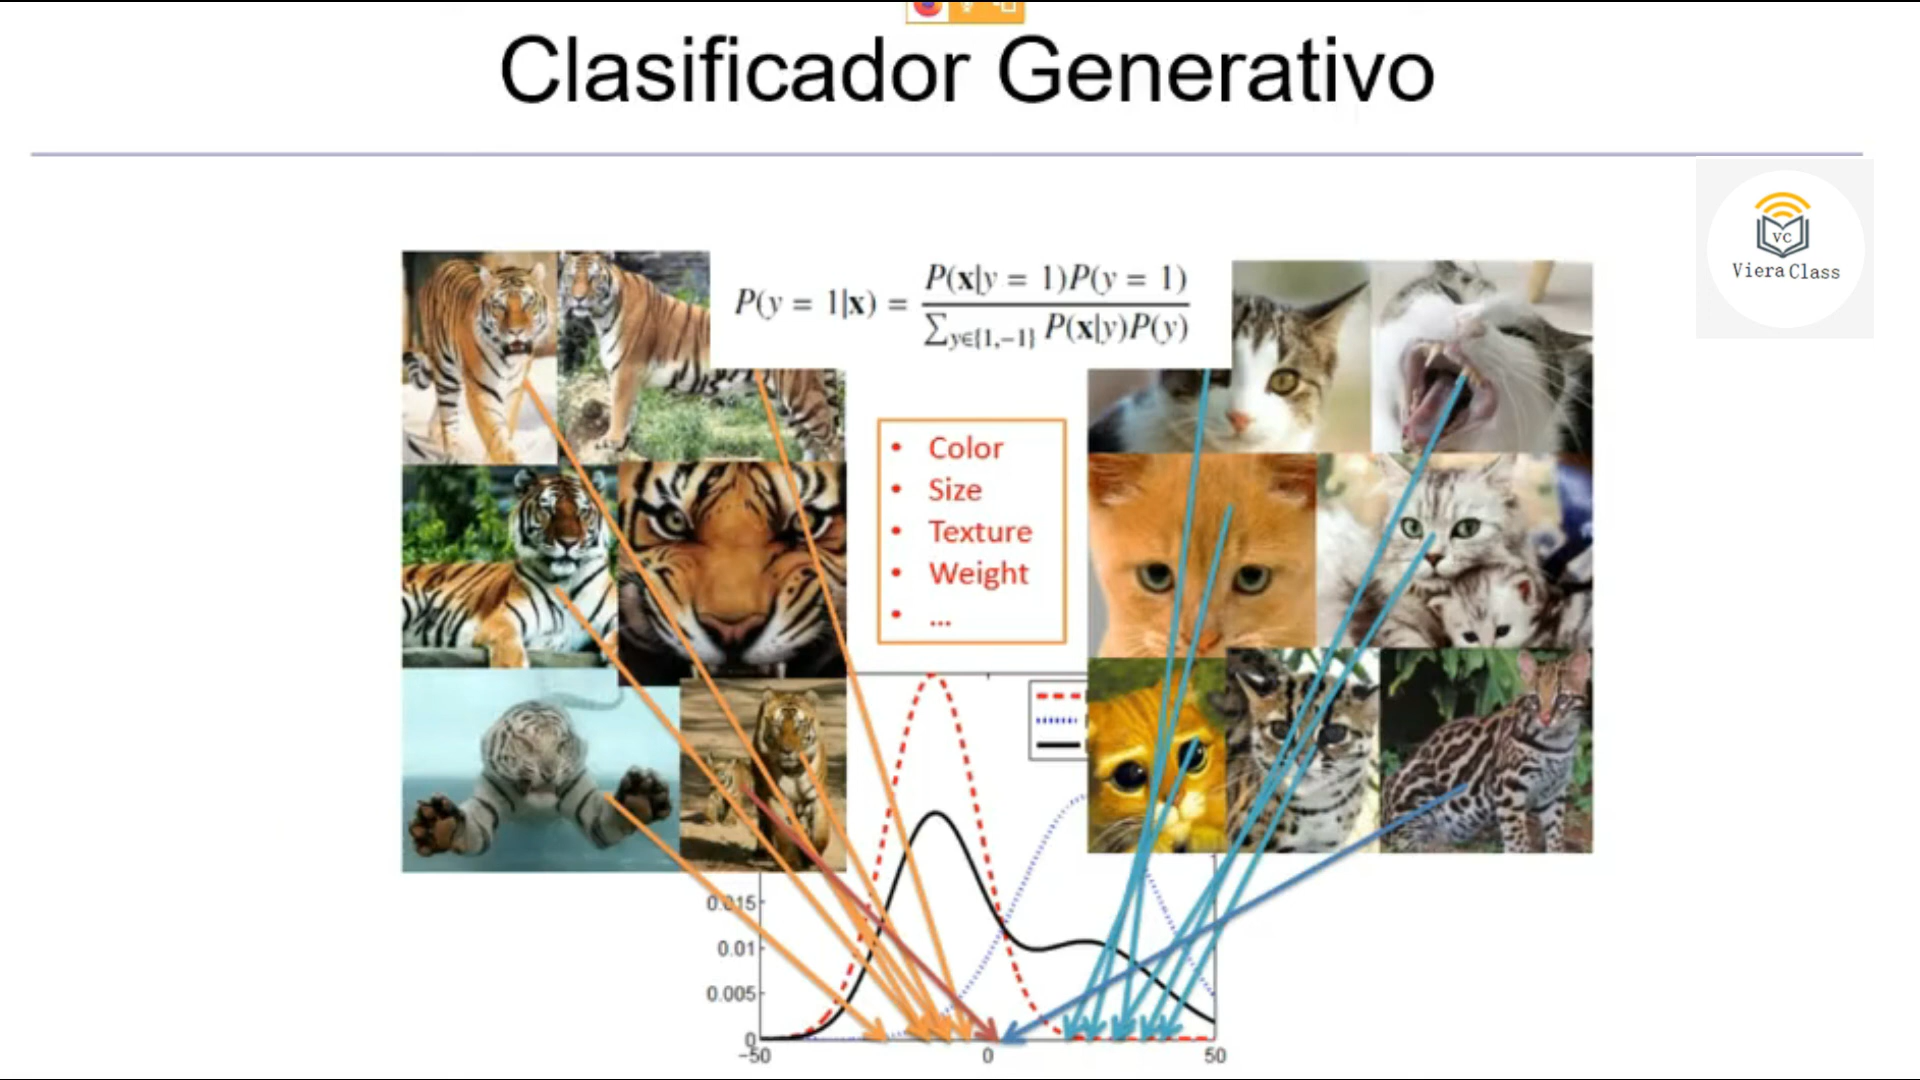 Clasificador Generativo
VC
Viera Class
P(y = 1|x) = P(x|y = 1)P(y = 1) / ∑y∈{1,−1} P(x|y)P(y)
• Color
• Size
• Texture
• Weight
• ...
0.015
0.01
0.005
0
−50
0
50